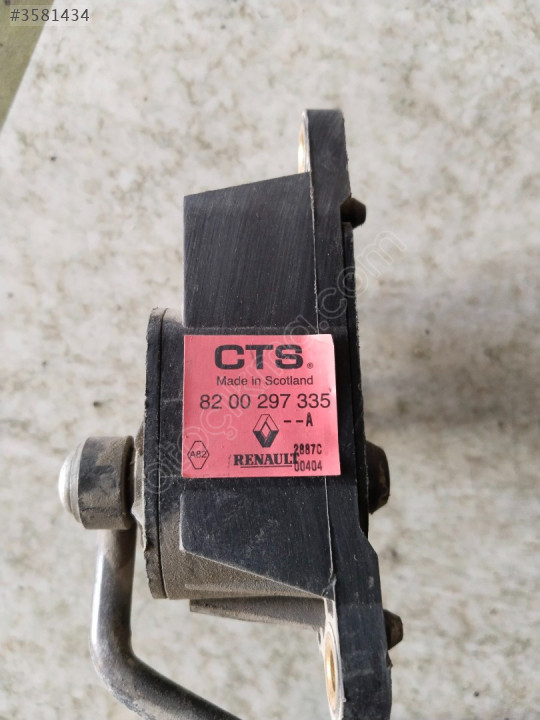 #3581434
CTS®
Made in Scotland
82 00 297 335
--A
A82
RENAULT
2887C
00404